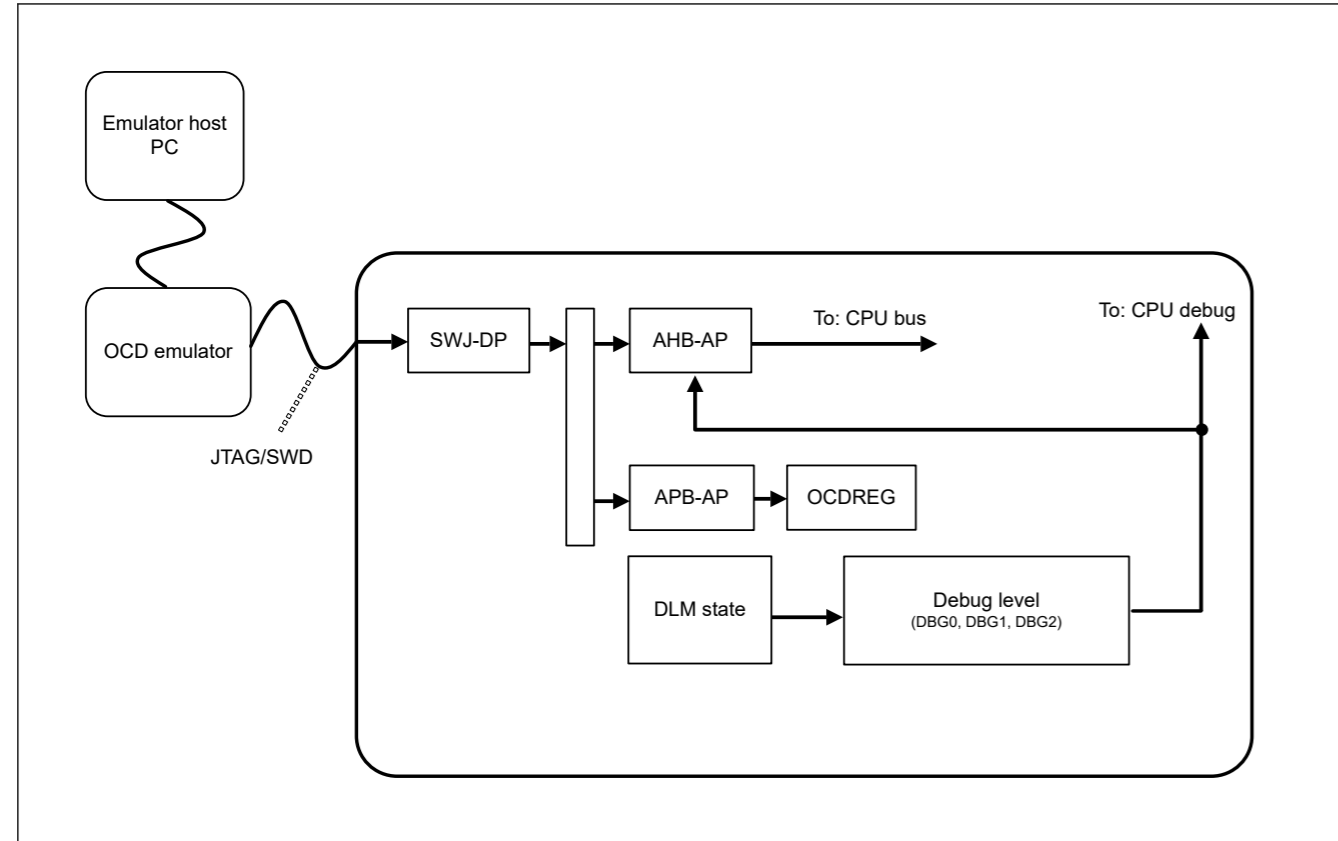 Emulator host
PC
OCD emulator
JTAG/SWD
SWJ-DP
AHB-AP
To: CPU bus
To: CPU debug
APB-AP
OCDREG
DLM state
Debug level
(DBG0, DBG1, DBG2)